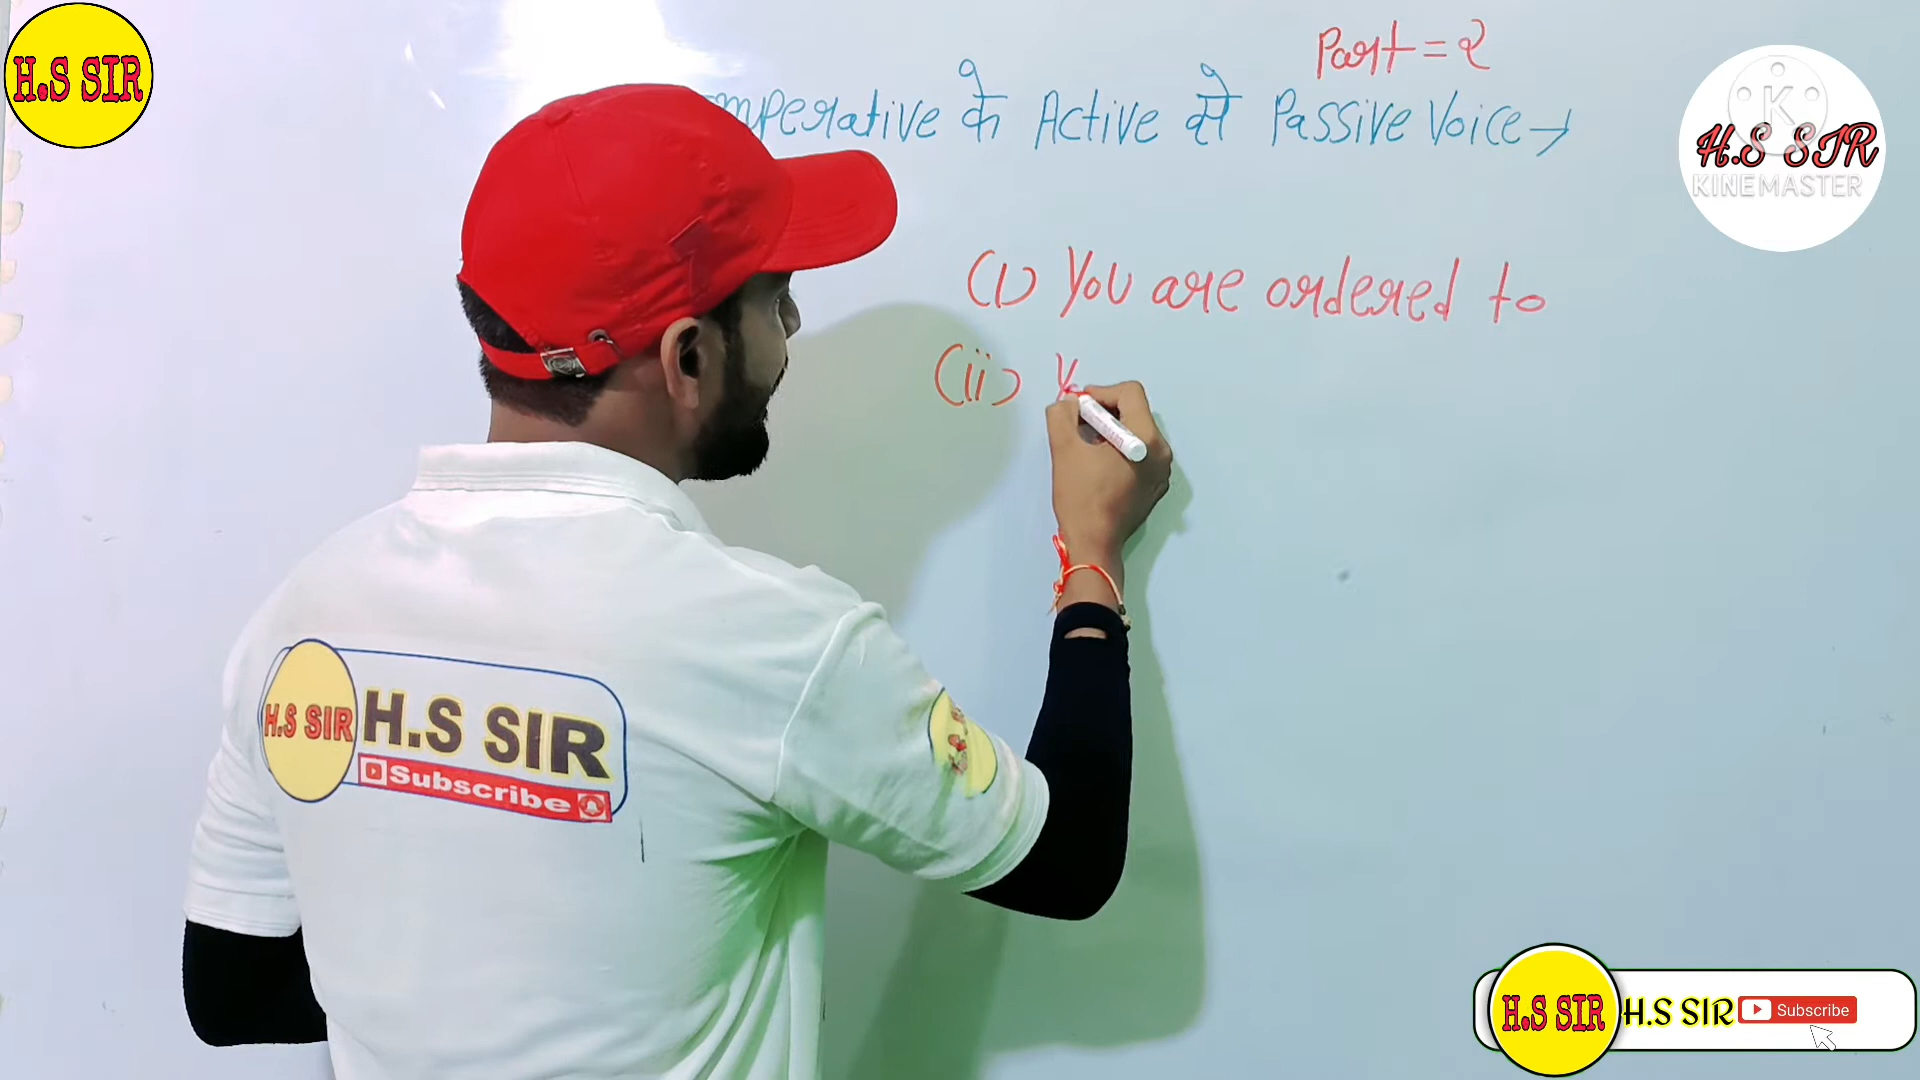 H.S SIR
Part = २
mperative के Active से Passive Voice →
H.S SIR
KINEMASTER
(i) You are ordered to
(ii) Yo
H.S SIR H.S SIR
Subscribe
H.S SIR H.S SIR Subscribe